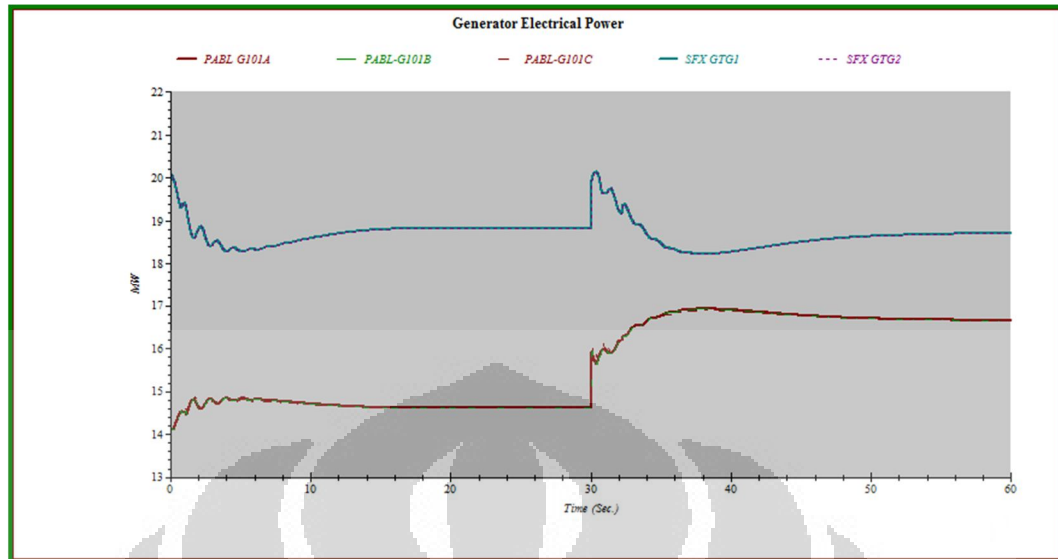 Generator Electrical Power
PABL G101A PABL-G101B PABL-G101C SFX GTG1 SFX GTG2
22
21
20
19
18
17
16
15
14
13
MW
0 10 20 30 40 50 60
Time (Sec.)